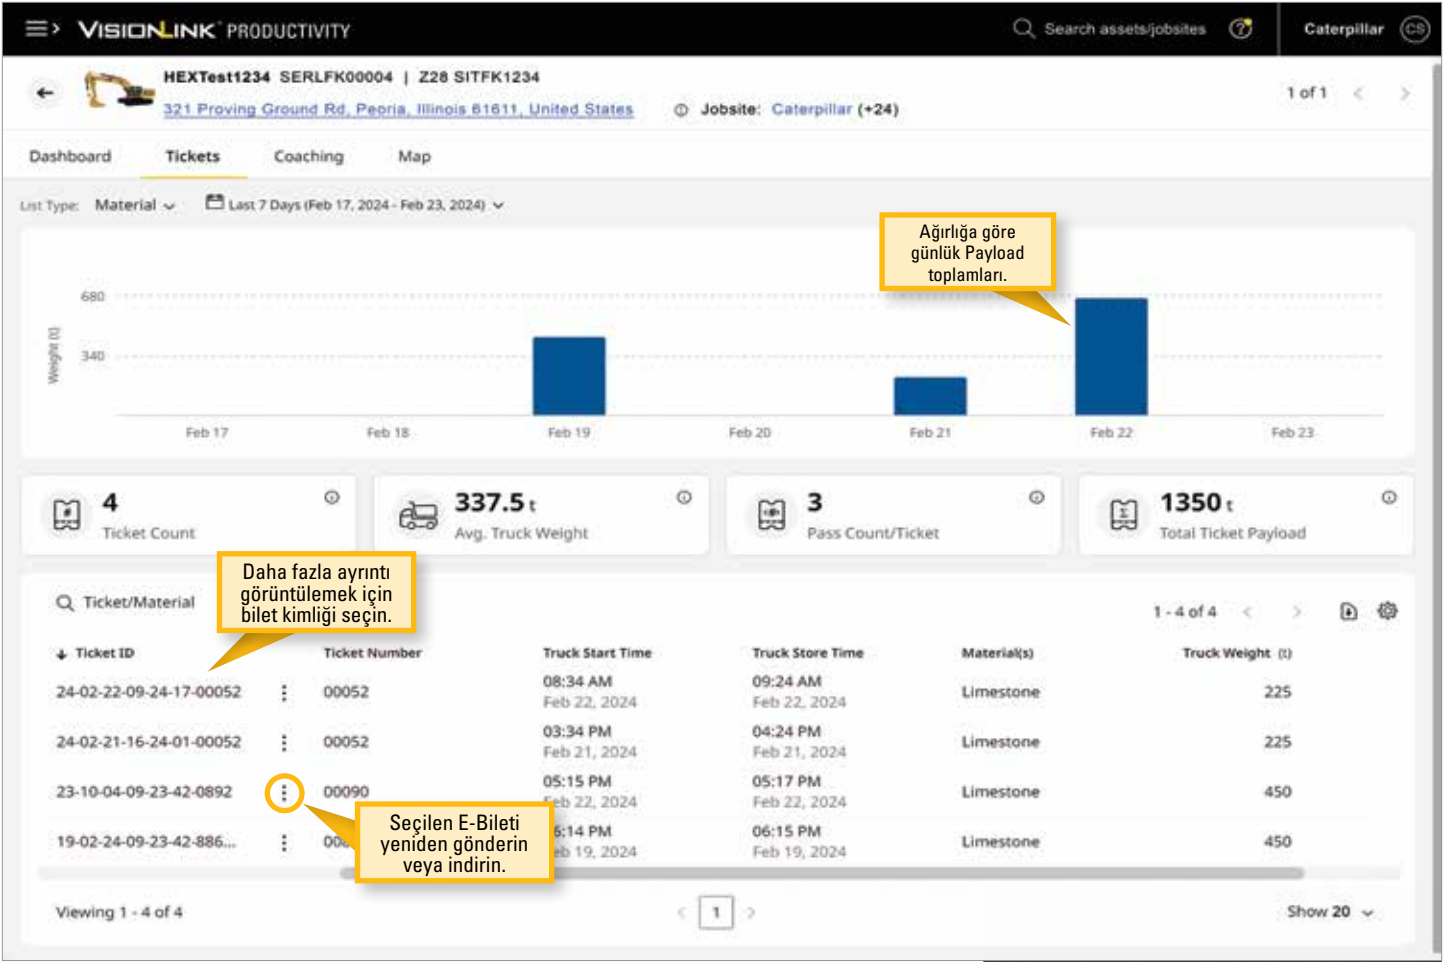 VISIONLINK PRODUCTIVITY
Search assets/jobsites
Caterpillar
CS
HEXTest1234 SERLFK00004 | Z28 SITFK1234
321 Proving Ground Rd, Peoria, Illinois 61611, United States
Jobsite: Caterpillar (+24)
1 of 1
Dashboard
Tickets
Coaching
Map
List Type: Material
Last 7 Days (Feb 17, 2024 - Feb 23, 2024)
Ağırlığa göre
günlük Payload
toplamları.
680
340
Weight (t)
Feb 17
Feb 18
Feb 19
Feb 20
Feb 21
Feb 22
Feb 23
4
Ticket Count
337.5 t
Avg. Truck Weight
3
Pass Count/Ticket
1350 t
Total Ticket Payload
Daha fazla ayrıntı
görüntülemek için
bilet kimliği seçin.
Ticket/Material
1 - 4 of 4
Ticket ID Ticket Number Truck Start Time Truck Store Time Material(s) Truck Weight (t)
24-02-22-09-24-17-00052 00052 08:34 AM 09:24 AM Limestone 225
Feb 22, 2024 Feb 22, 2024
24-02-21-16-24-01-00052 00052 03:34 PM 04:24 PM Limestone 225
Feb 21, 2024 Feb 21, 2024
23-10-04-09-23-42-0892 00090 05:15 PM 05:17 PM Limestone 450
Feb 22, 2024 Feb 22, 2024
19-02-24-09-23-42-886... :14 PM 06:15 PM Limestone 450
19, 2024 Feb 19, 2024
Seçilen E-Bileti
yeniden gönderin
veya indirin.
Viewing 1 - 4 of 4
1
Show 20